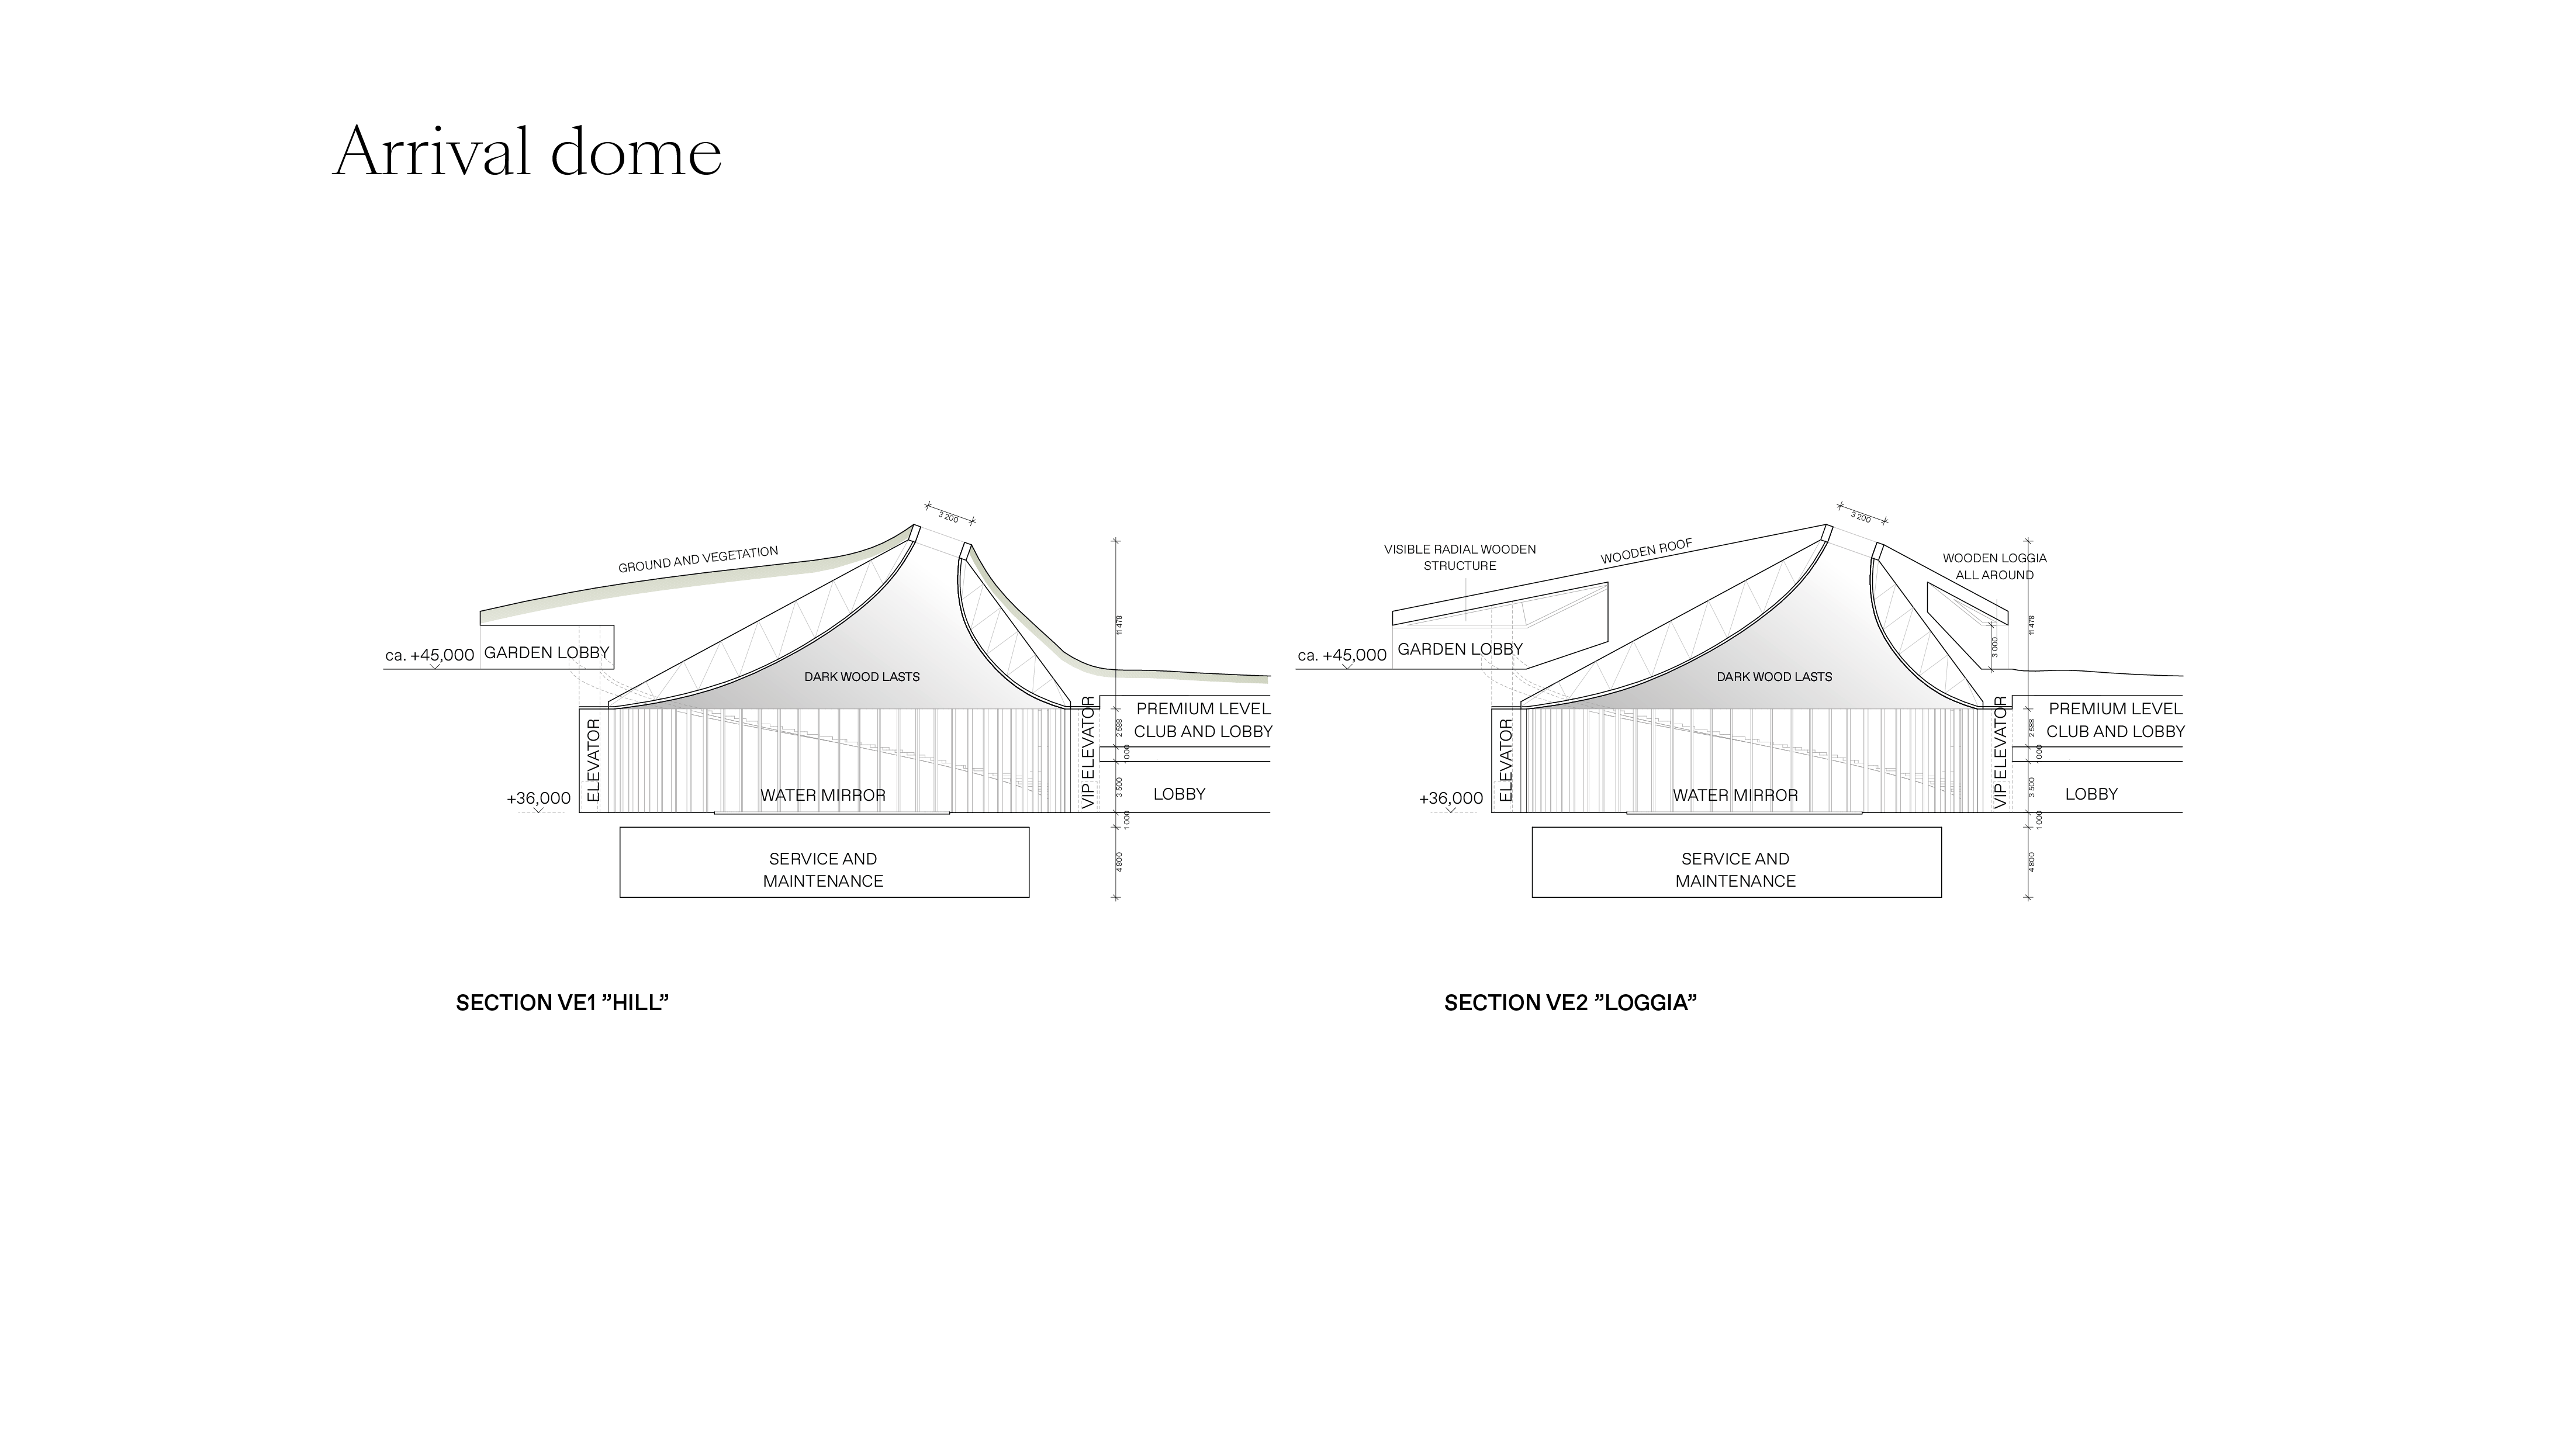 Arrival dome
3 200
GROUND AND VEGETATION
11 478
ca. +45,000
GARDEN LOBBY
DARK WOOD LASTS
ELEVATOR
VIP ELEVATOR
PREMIUM LEVEL
CLUB AND LOBBY
2 588
1 000
3 500
+36,000
WATER MIRROR
LOBBY
1 000
SERVICE AND
MAINTENANCE
4 800
SECTION VE1 ”HILL”
3 200
VISIBLE RADIAL WOODEN
STRUCTURE
WOODEN ROOF
WOODEN LOGGIA
ALL AROUND
11 478
3 000
ca. +45,000
GARDEN LOBBY
DARK WOOD LASTS
ELEVATOR
VIP ELEVATOR
PREMIUM LEVEL
CLUB AND LOBBY
2 588
1 000
3 500
+36,000
WATER MIRROR
LOBBY
1 000
SERVICE AND
MAINTENANCE
4 800
SECTION VE2 ”LOGGIA”